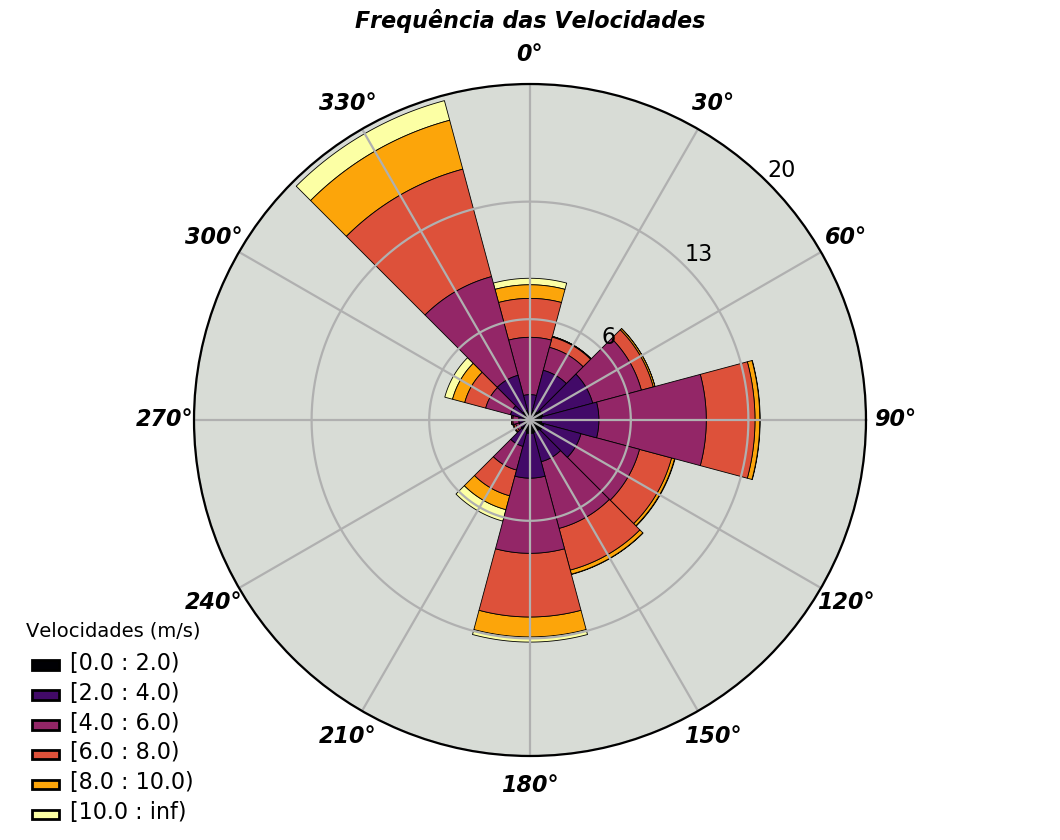 Frequência das Velocidades
0°
330°
30°
20
300°
60°
13
6
270°
90°
240°
120°
210°
150°
180°
Velocidades (m/s)
[0.0 : 2.0)
[2.0 : 4.0)
[4.0 : 6.0)
[6.0 : 8.0)
[8.0 : 10.0)
[10.0 : inf)